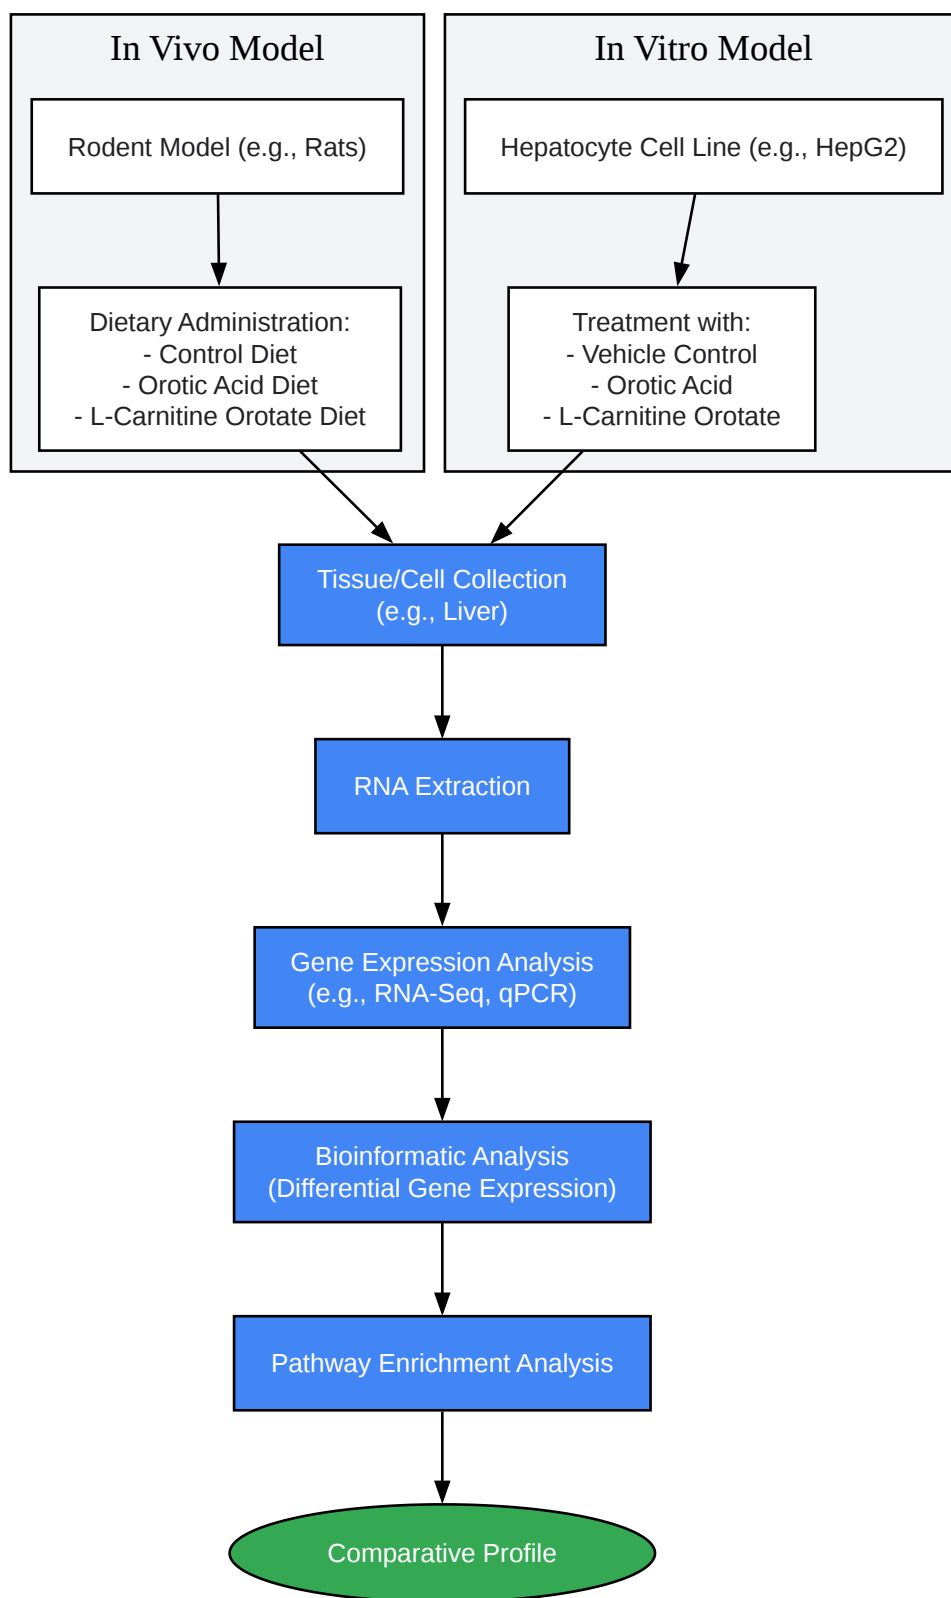 In Vivo Model
Rodent Model (e.g., Rats)
Dietary Administration:
- Control Diet
- Orotic Acid Diet
- L-Carnitine Orotate Diet
In Vitro Model
Hepatocyte Cell Line (e.g., HepG2)
Treatment with:
- Vehicle Control
- Orotic Acid
- L-Carnitine Orotate
Tissue/Cell Collection
(e.g., Liver)
RNA Extraction
Gene Expression Analysis
(e.g., RNA-Seq, qPCR)
Bioinformatic Analysis
(Differential Gene Expression)
Pathway Enrichment Analysis
Comparative Profile